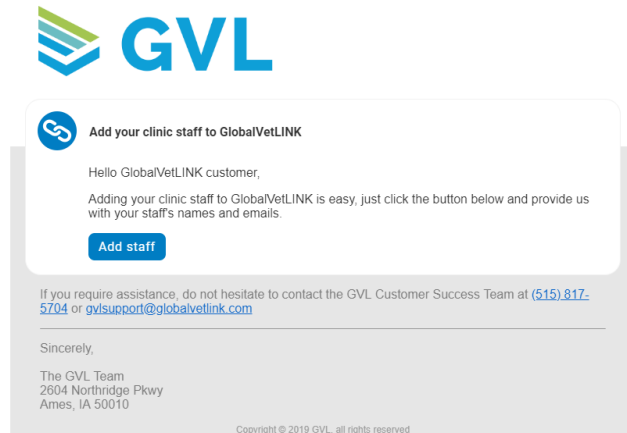 GVL
Add your clinic staff to GlobalVetLINK
Hello GlobalVetLINK customer,
Adding your clinic staff to GlobalVetLINK is easy, just click the button below and provide us
with your staff's names and emails.
Add staff
If you require assistance, do not hesitate to contact the GVL Customer Success Team at (515) 817-
5704 or gvlsupport@globalvetlink.com
Sincerely,
The GVL Team
2604 Northridge Pkwy
Ames, IA 50010
Copyright © 2019 GVL, all rights reserved